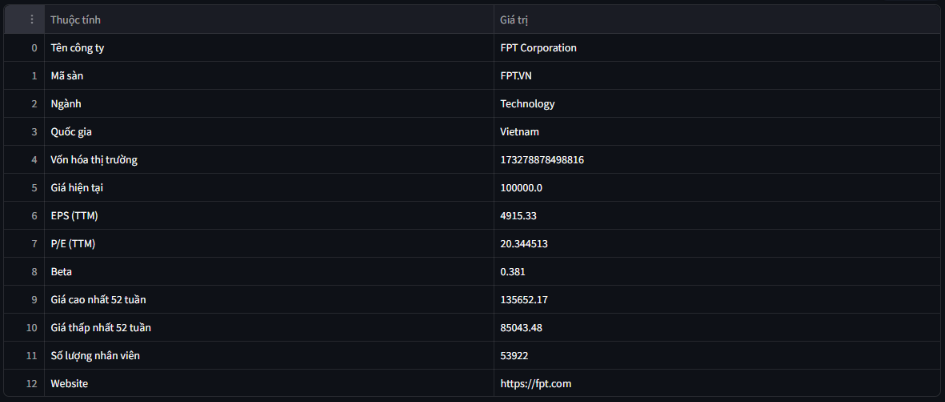 Thuộc tính Giá trị
0 Tên công ty FPT Corporation
1 Mã sàn FPT.VN
2 Ngành Technology
3 Quốc gia Vietnam
4 Vốn hóa thị trường 173278878498816
5 Giá hiện tại 100000.0
6 EPS (TTM) 4915.33
7 P/E (TTM) 20.344513
8 Beta 0.381
9 Giá cao nhất 52 tuần 135652.17
10 Giá thấp nhất 52 tuần 85043.48
11 Số lượng nhân viên 53922
12 Website https://fpt.com